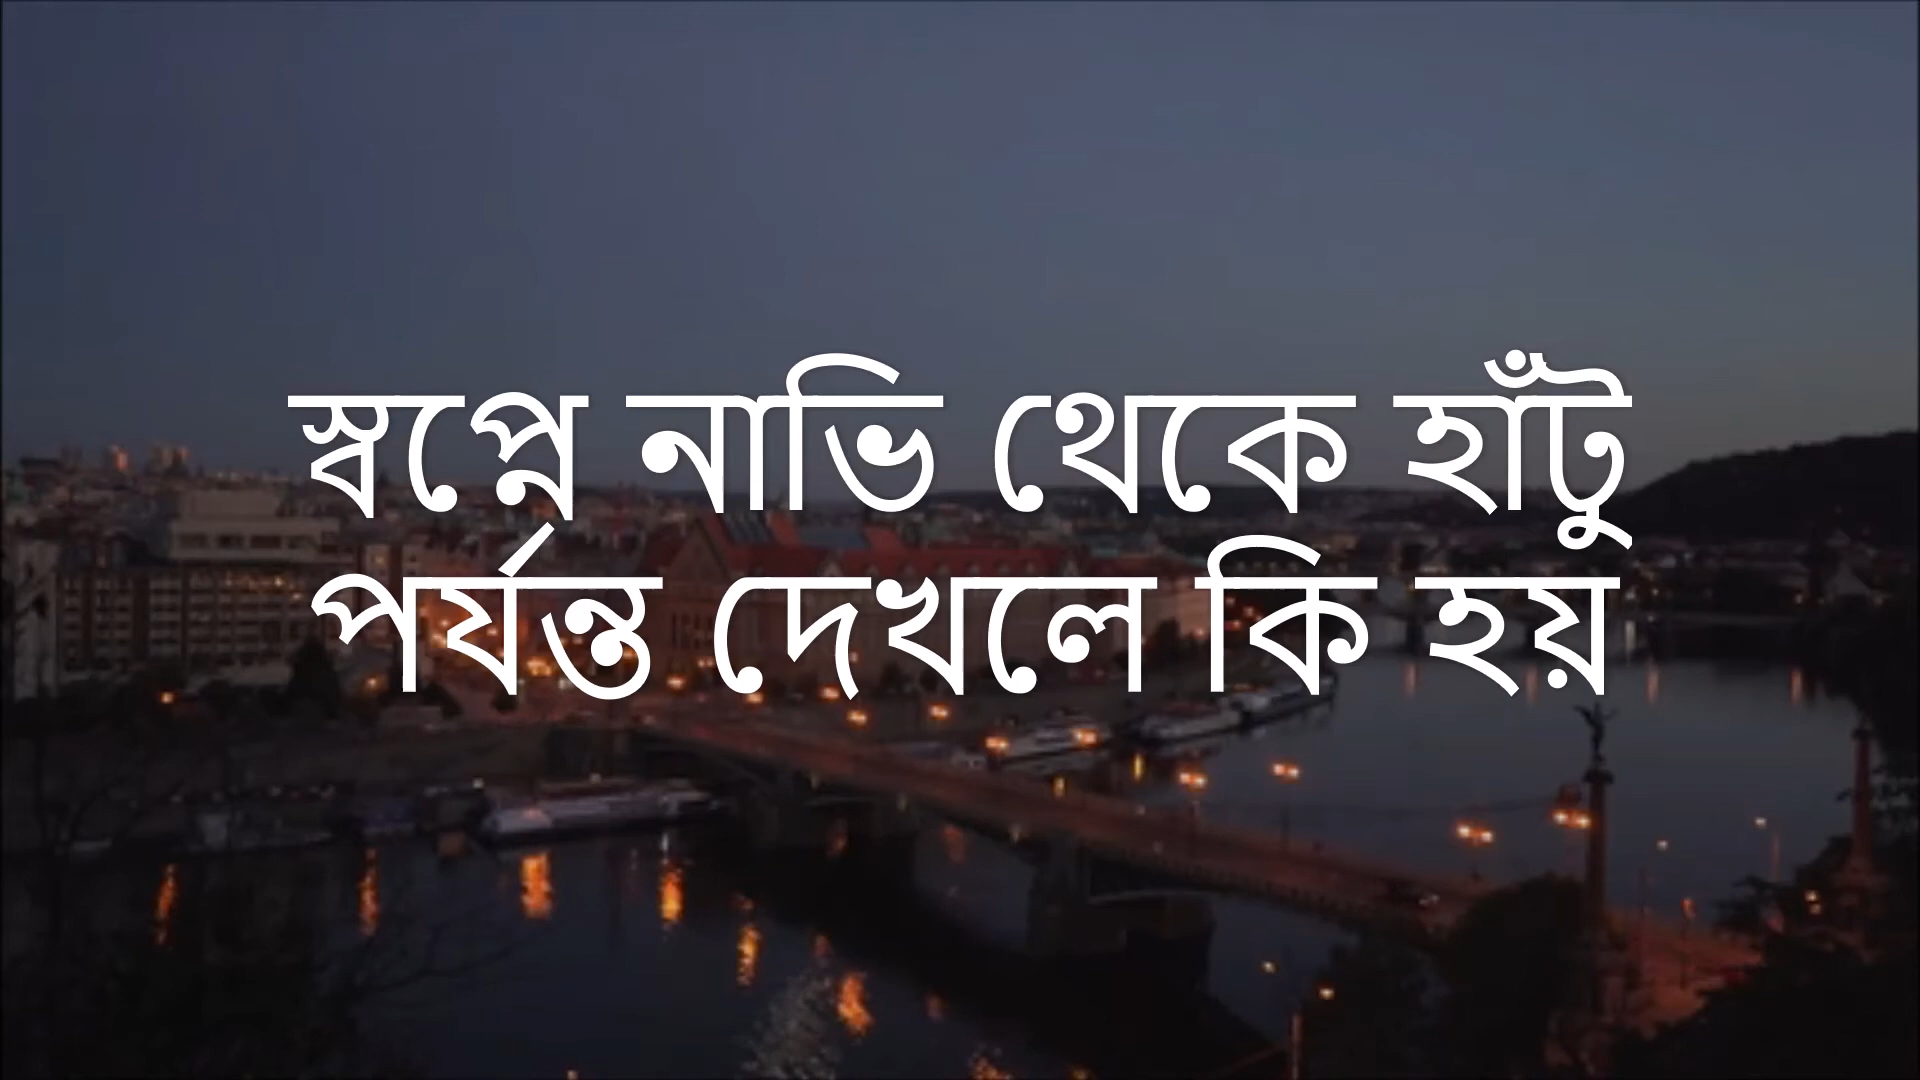 স্বপ্নে নাভি থেকে হাঁটু
পর্যন্ত দেখলে কি হয়